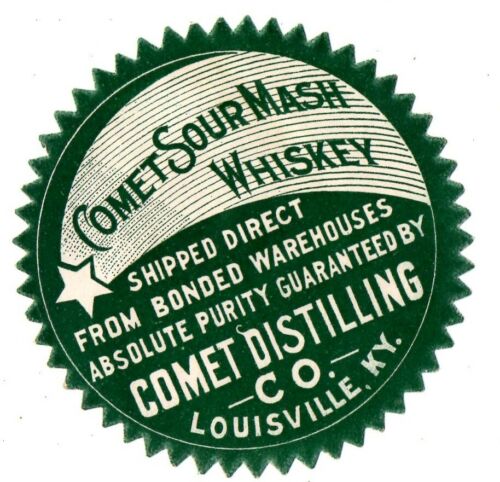 COMET SOUR MASH
WHISKEY
SHIPPED DIRECT
FROM BONDED WAREHOUSES
ABSOLUTE PURITY GUARANTEED BY
COMET DISTILLING
—CO.—
LOUISVILLE, KY.